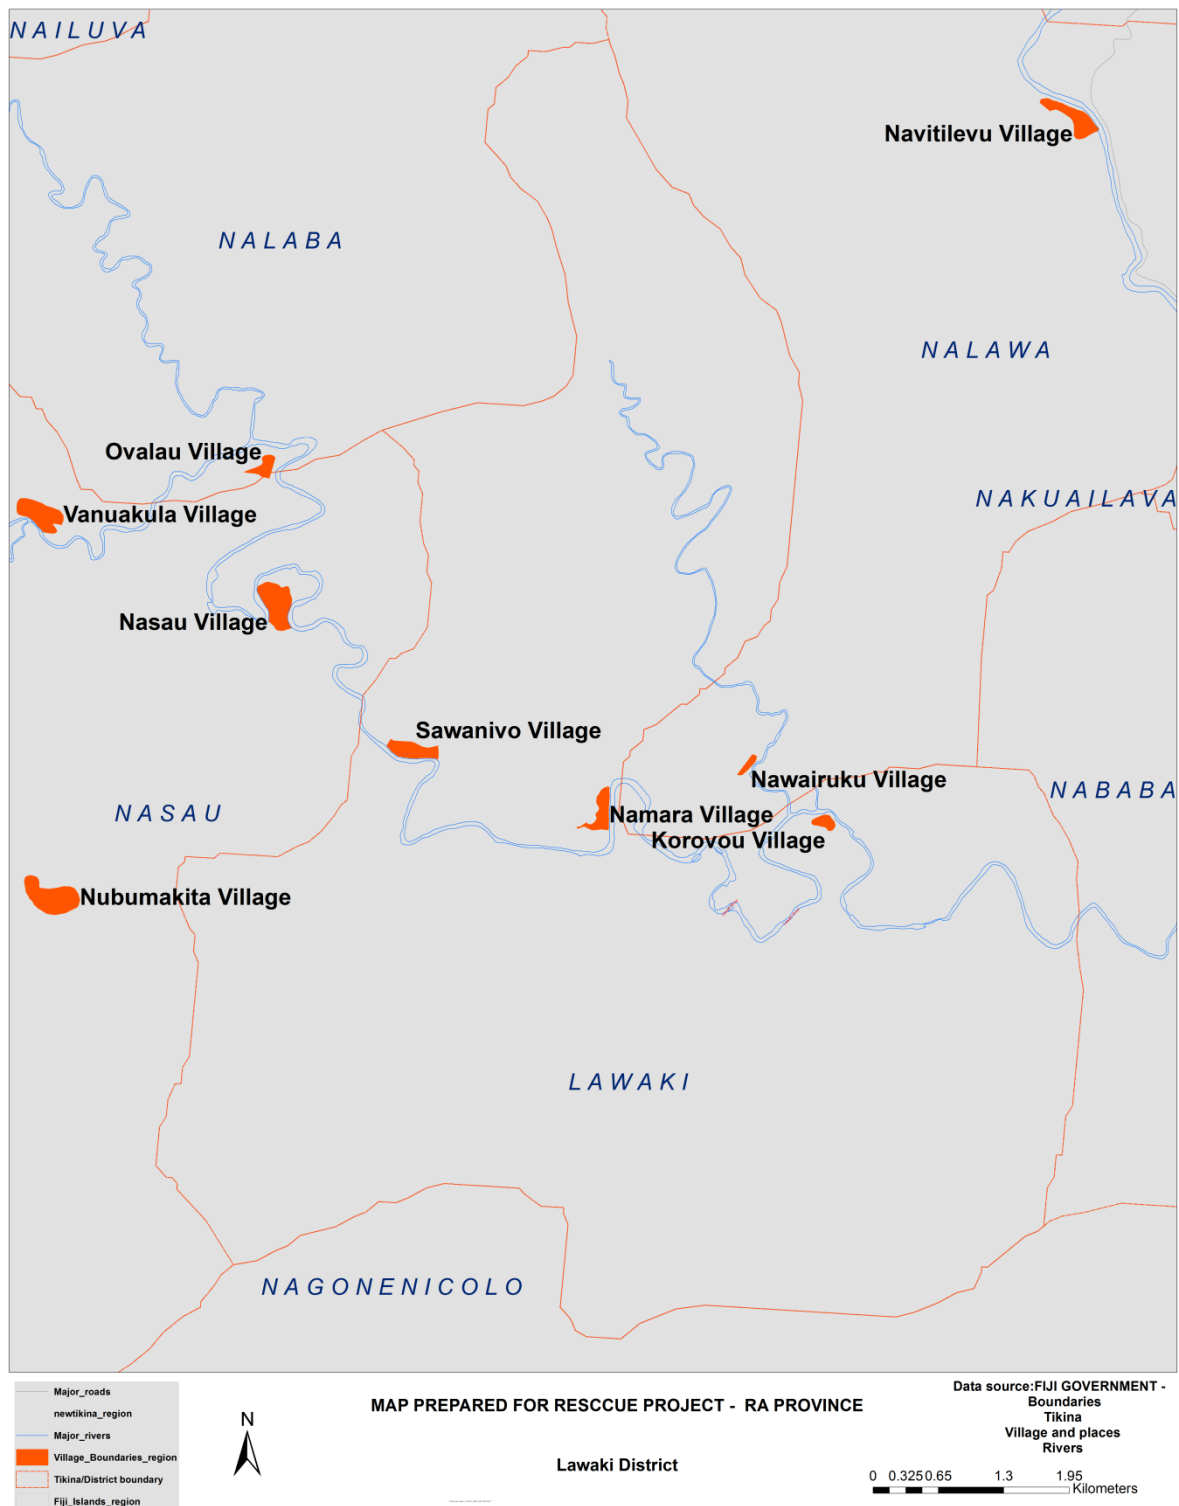 NAILUVA
Navitilevu Village
NALABA
NALAWA
Ovalau Village
NAKUAILAVA
Vanuakula Village
Nasau Village
Sawanivo Village
Nawairuku Village
NABABA
NASAU
Namara Village
Korovou Village
Nubumakita Village
LAWAKI
NAGONENICOLO
Major_roads
newtikina_region
Major_rivers
Village_Boundaries_region
Tikina/District boundary
Fiji_Islands_region
N
MAP PREPARED FOR RESCCUE PROJECT - RA PROVINCE
Lawaki District
Data source:FIJI GOVERNMENT -
Boundaries
Tikina
Village and places
Rivers
0 0.325 0.65 1.3 1.95
Kilometers